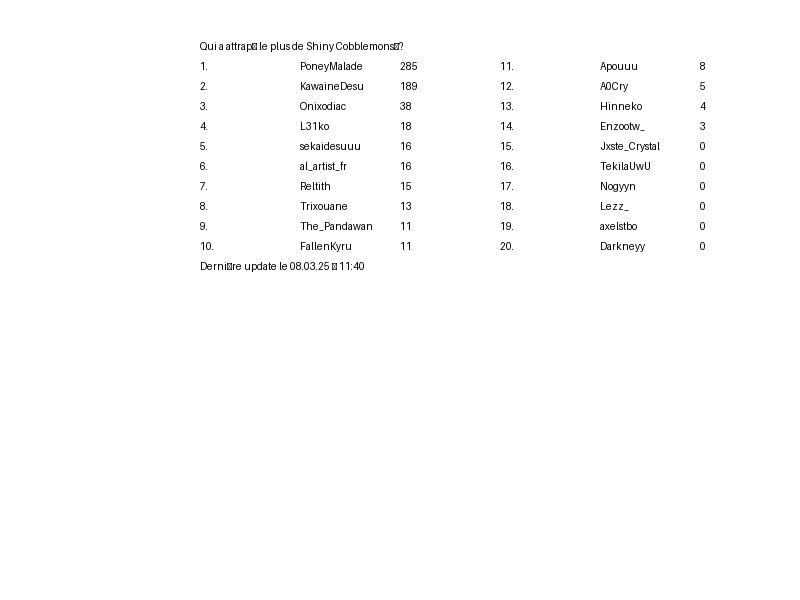 Qui a attrap▯ le plus de Shiny Cobblemons▯?
1. PoneyMalade 285 11. Apouuu 8
2. KawaineDesu 189 12. A0Cry 5
3. Onixodiac 38 13. Hinneko 4
4. L31ko 18 14. Enzootw_ 3
5. sekaidesuuu 16 15. Jxste_Crystal 0
6. al_artist_fr 16 16. TekilaUwU 0
7. Reltith 15 17. Nogyyn 0
8. Trixouane 13 18. Lezz_ 0
9. The_Pandawan 11 19. axelstbo 0
10. FallenKyru 11 20. Darkneyy 0
Derni▯re update le 08.03.25 ▯ 11:40